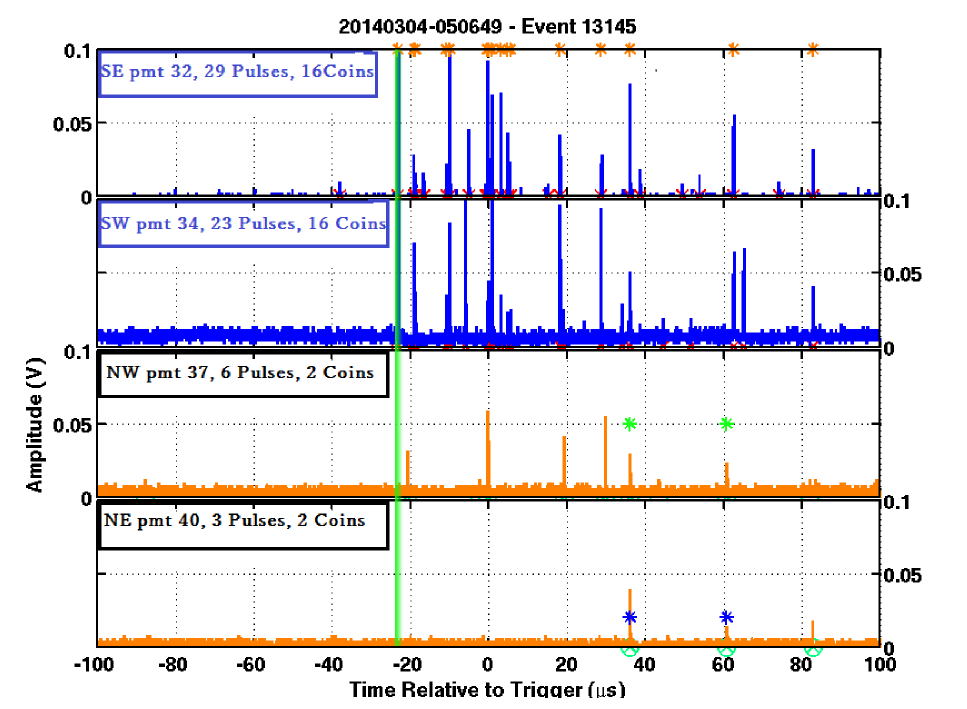 20140304-050649 - Event 13145
0.1
SE pmt 32, 29 Pulses, 16Coins
0.05
0
0.1
SW pmt 34, 23 Pulses, 16 Coins
0.05
0
0.1
NW pmt 37, 6 Pulses, 2 Coins
0.05
0
0.1
NE pmt 40, 3 Pulses, 2 Coins
0.05
0
Amplitude (V)
-100 -80 -60 -40 -20 0 20 40 60 80 100
Time Relative to Trigger (μs)